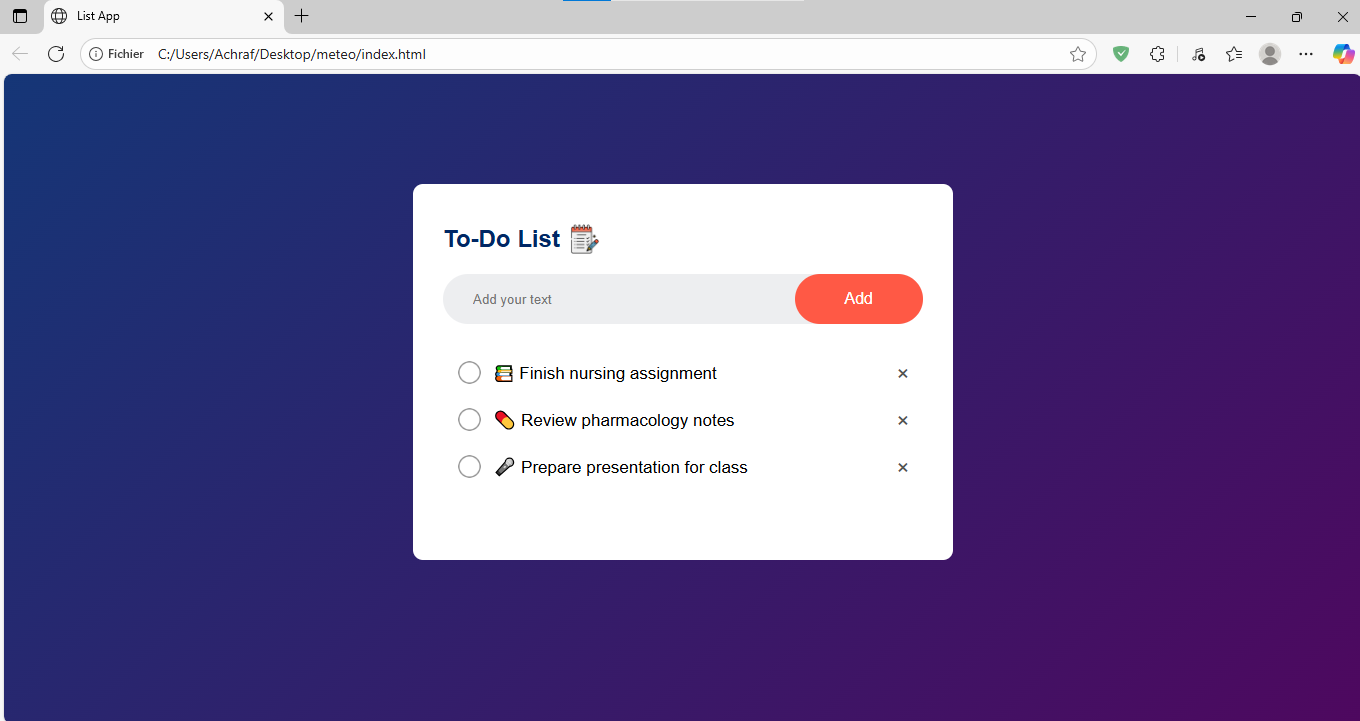 List App
Fichier C:/Users/Achraf/Desktop/meteo/index.html
To-Do List
Add your text
Add
Finish nursing assignment
Review pharmacology notes
Prepare presentation for class